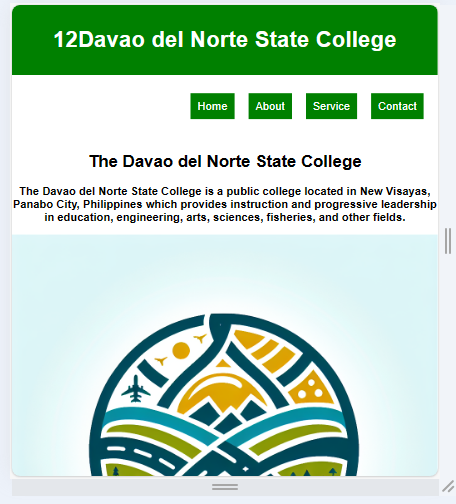 12Davao del Norte State College
Home About Service Contact
The Davao del Norte State College
The Davao del Norte State College is a public college located in New Visayas,
Panabo City, Philippines which provides instruction and progressive leadership
in education, engineering, arts, sciences, fisheries, and other fields.